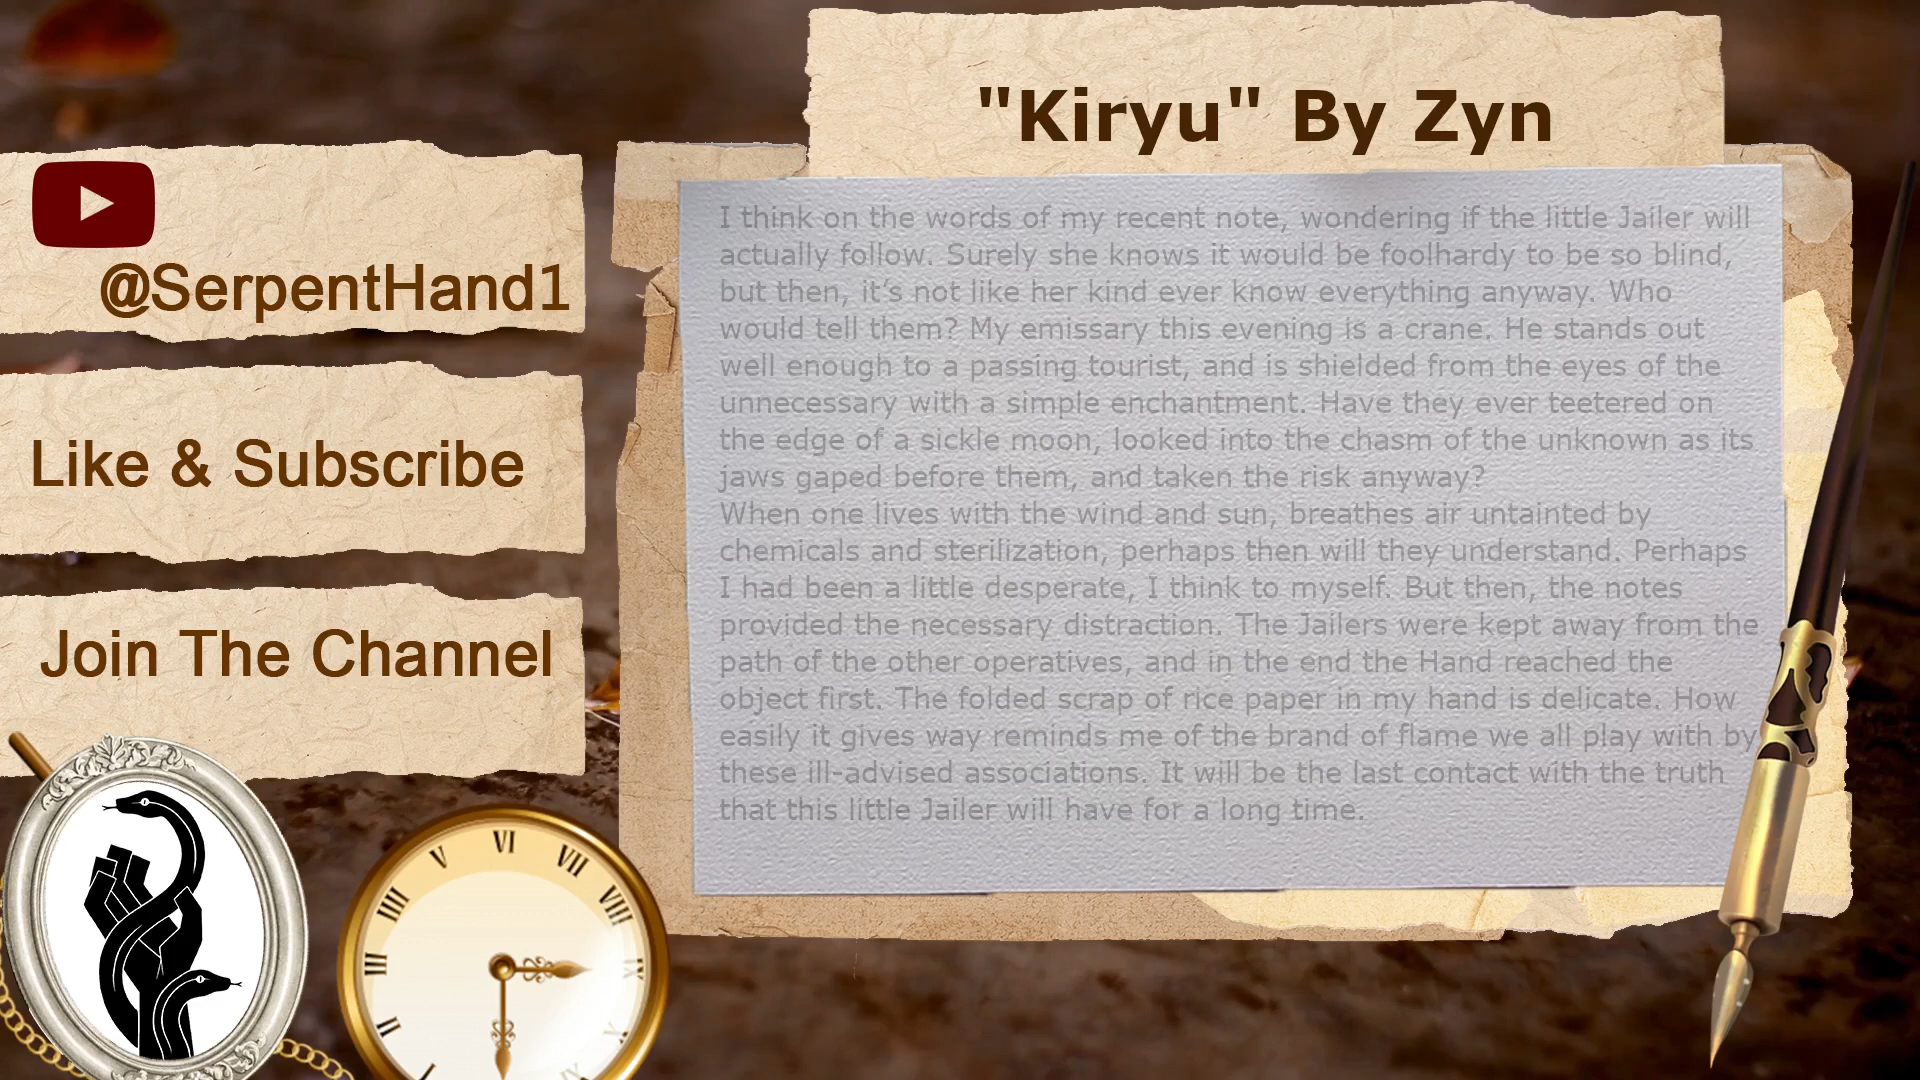 "Kiryu" By Zyn
@SerpentHand1
Like & Subscribe
Join The Channel
I think on the words of my recent note, wondering if the little Jailer will
actually follow. Surely she knows it would be foolhardy to be so blind,
but then, it’s not like her kind ever know everything anyway. Who
would tell them? My emissary this evening is a crane. He stands out
well enough to a passing tourist, and is shielded from the eyes of the
unnecessary with a simple enchantment. Have they ever teetered on
the edge of a sickle moon, looked into the chasm of the unknown as its
jaws gaped before them, and taken the risk anyway?
When one lives with the wind and sun, breathes air untainted by
chemicals and sterilization, perhaps then will they understand. Perhaps
I had been a little desperate, I think to myself. But then, the notes
provided the necessary distraction. The Jailers were kept away from the
path of the other operatives, and in the end the Hand reached the
object first. The folded scrap of rice paper in my hand is delicate. How
easily it gives way reminds me of the brand of flame we all play with by
these ill-advised associations. It will be the last contact with the truth
that this little Jailer will have for a long time.
II
III
IIII
V
VI
VII
VIII
IX
X
XI